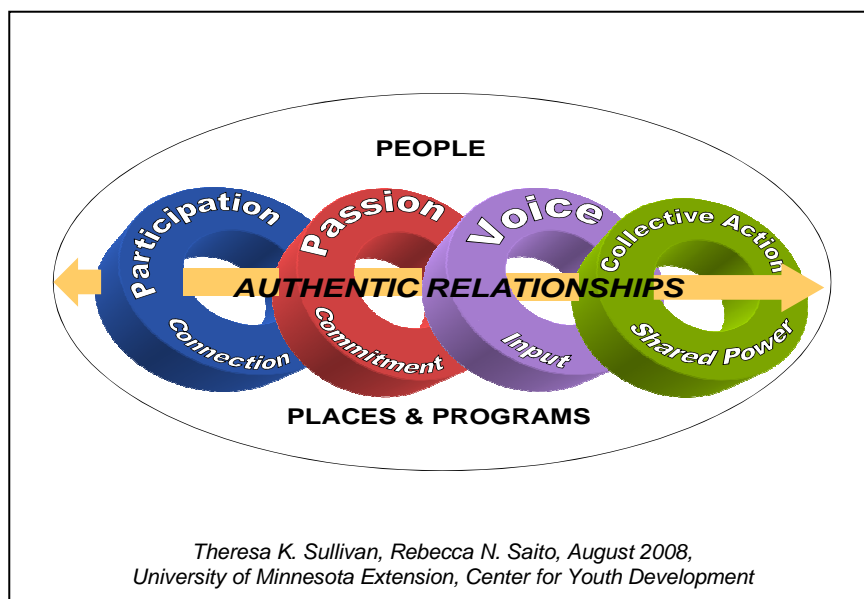 PEOPLE
Participation
Passion
Voice
Collective Action
AUTHENTIC RELATIONSHIPS
Connection
Commitment
Input
Shared Power
PLACES & PROGRAMS
Theresa K. Sullivan, Rebecca N. Saito, August 2008,
University of Minnesota Extension, Center for Youth Development